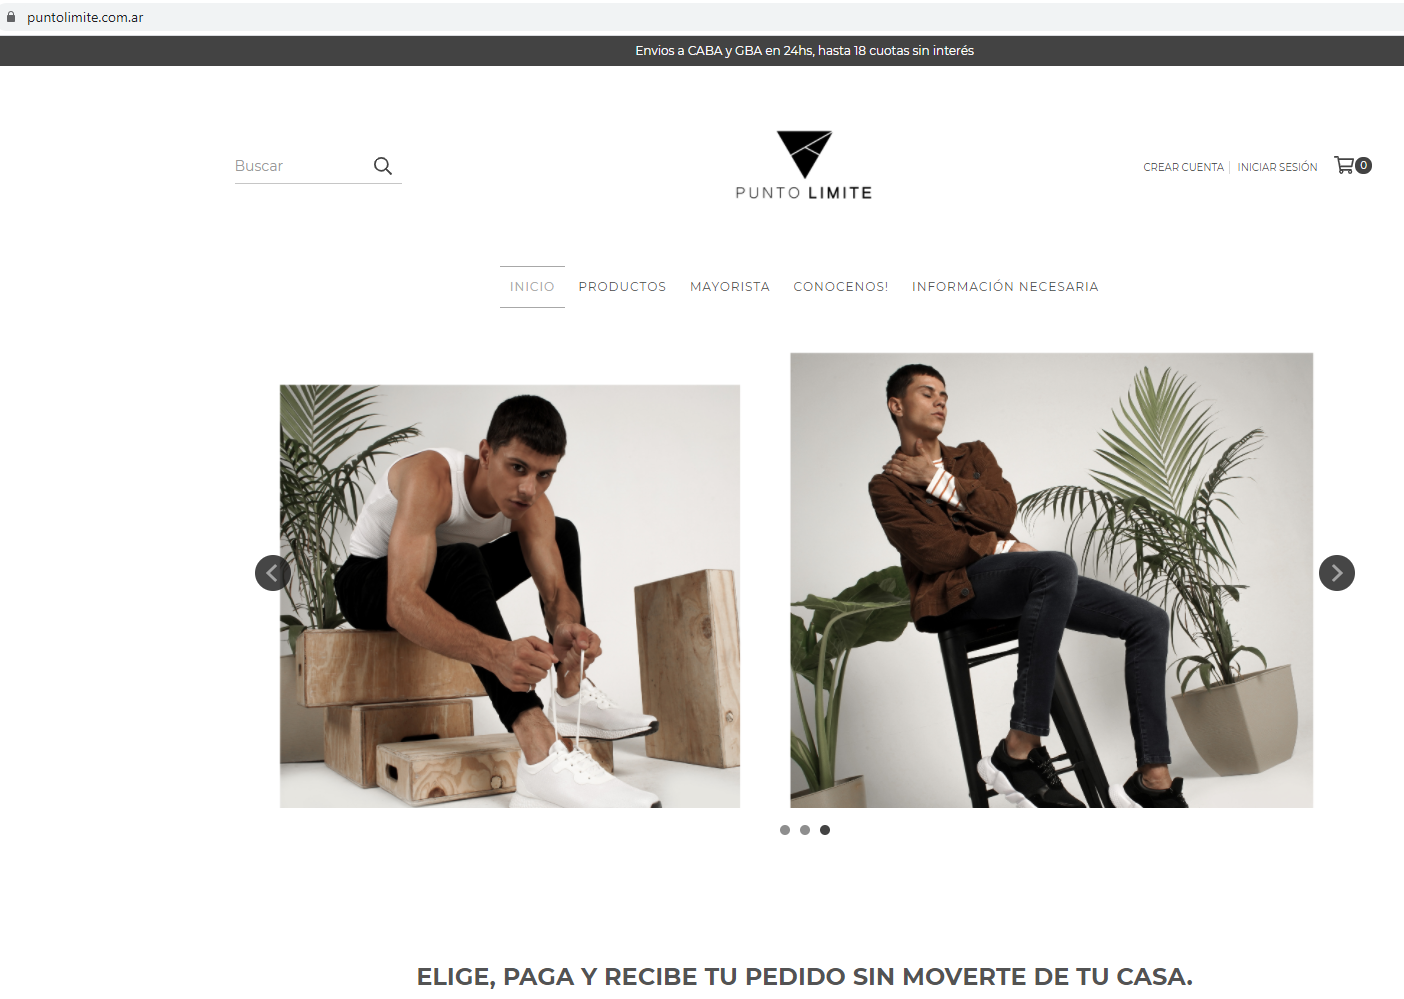 puntolimite.com.ar
Envios a CABA y GBA en 24hs, hasta 18 cuotas sin interés
Buscar
PUNTO LIMITE
CREAR CUENTA | INICIAR SESIÓN
0
INICIO PRODUCTOS MAYORISTA CONOCENOS! INFORMACIÓN NECESARIA
ELIGE, PAGA Y RECIBE TU PEDIDO SIN MOVERTE DE TU CASA.